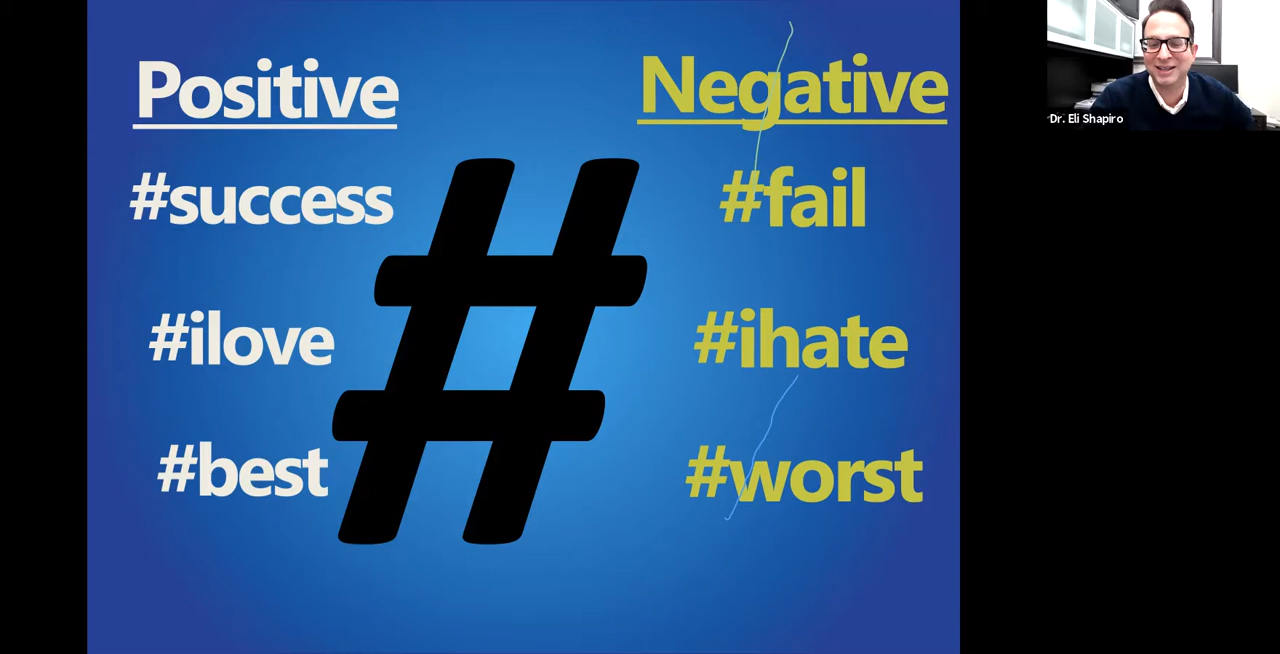 Positive
#success
#ilove
#best
#
Negative
#fail
#ihate
#worst
Dr. Eli Shapiro